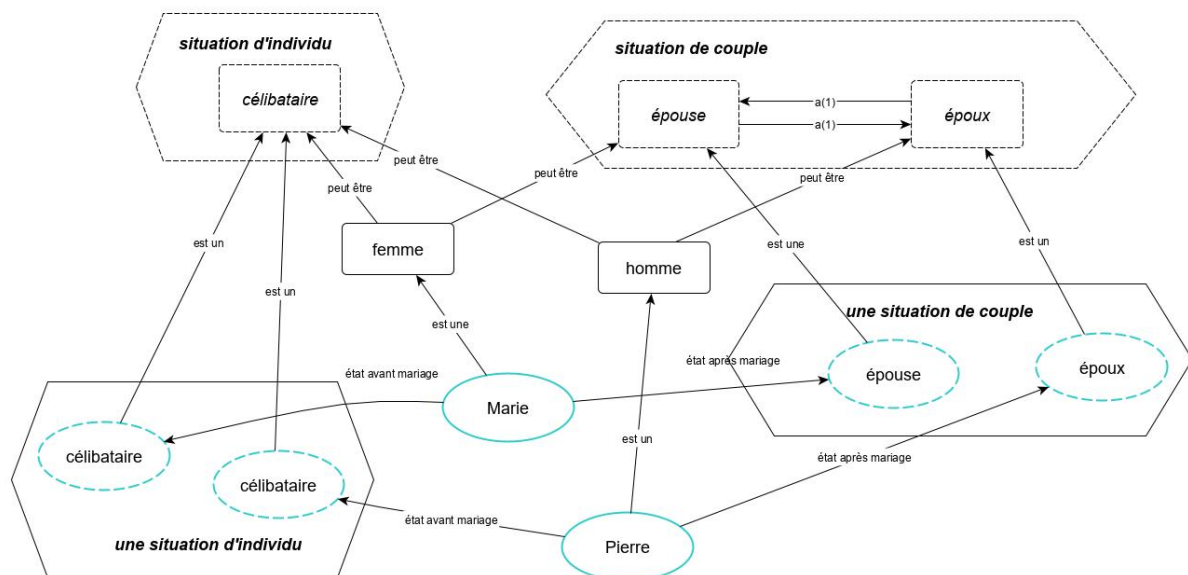 situation d'individu
situation de couple
célibataire
épouse
a(1)
a(1)
époux
peut être
peut être
peut être
peut être
est un
femme
homme
est une
est un
est un
une situation de couple
est une
état avant mariage
état après mariage
épouse
époux
Marie
célibataire
célibataire
est un
état après mariage
état avant mariage
une situation d'individu
Pierre